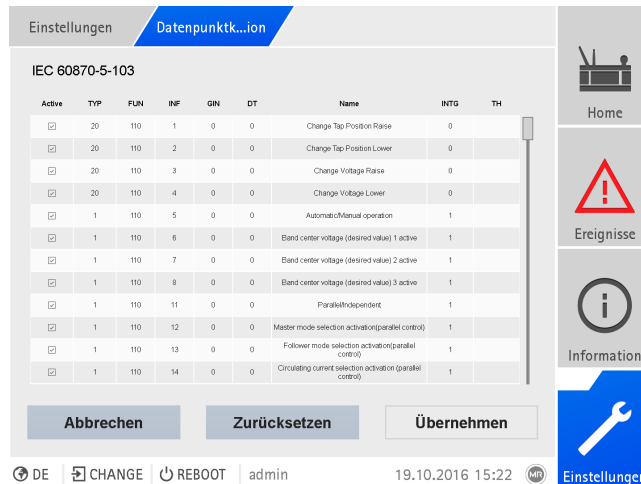 Einstellungen Datenpunktk...ion
IEC 60870-5-103
Active TYP FUN INF GIN DT Name INTG TH
20 110 1 0 0 Change Tap Position Raise 0
20 110 2 0 0 Change Tap Position Lower 0
20 110 3 0 0 Change Voltage Raise 0
20 110 4 0 0 Change Voltage Lower 0
1 110 5 0 0 Automatic/Manual operation 1
1 110 6 0 0 Band center voltage (desired value) 1 active 1
1 110 7 0 0 Band center voltage (desired value) 2 active 1
1 110 8 0 0 Band center voltage (desired value) 3 active 1
1 110 11 0 0 Parallel/Independent 1
1 110 12 0 0 Master mode selection activation(parallel control) 1
1 110 13 0 0 Follower mode selection activation(parallel control) 1
1 110 14 0 0 Circulating current selection activation (parallel control) 1
Abbrechen Zurücksetzen Übernehmen
DE CHANGE REBOOT admin 19.10.2016 15:22 MR
Home
Ereignisse
Information
Einstellungen